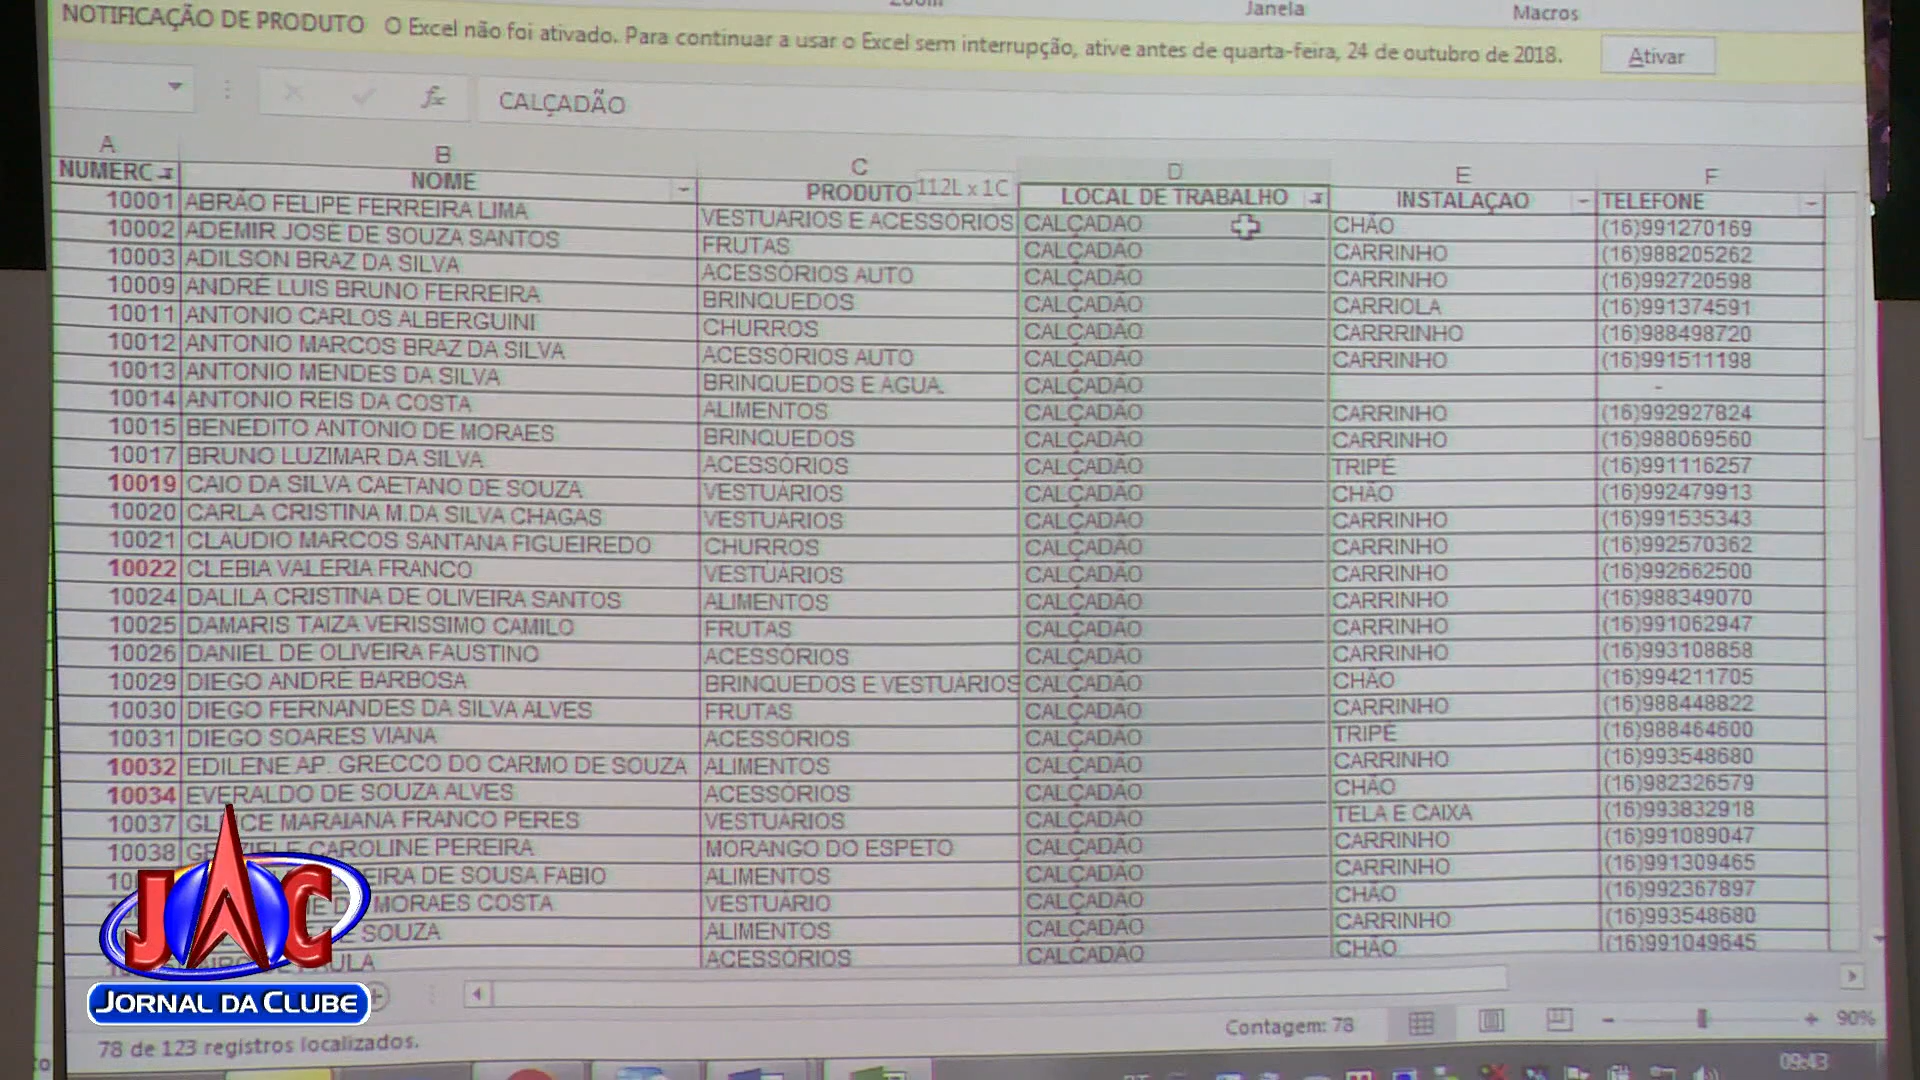 Janela
Macros
NOTIFICAÇÃO DE PRODUTO O Excel não foi ativado. Para continuar a usar o Excel sem interrupção, ative antes de quarta-feira, 24 de outubro de 2018. Ativar
fx CALÇADÃO
A B C D E F
NUMERC NOME PRODUTO 112L x 1C LOCAL DE TRABALHO INSTALAÇAO TELEFONE
10001 ABRÃO FELIPE FERREIRA LIMA VESTUARIOS E ACESSÓRIOS CALÇADÃO CHÃO (16)991270169
10002 ADEMIR JOSÉ DE SOUZA SANTOS FRUTAS CALÇADÃO CARRINHO (16)988205262
10003 ADILSON BRAZ DA SILVA ACESSÓRIOS AUTO CALÇADÃO CARRINHO (16)992720598
10009 ANDRÉ LUIS BRUNO FERREIRA BRINQUEDOS CALÇADÃO CARRIOLA (16)991374591
10011 ANTONIO CARLOS ALBERGUINI CHURROS CALÇADÃO CARRRINHO (16)988498720
10012 ANTONIO MARCOS BRAZ DA SILVA ACESSÓRIOS AUTO CALÇADÃO CARRINHO (16)991511198
10013 ANTONIO MENDES DA SILVA BRINQUEDOS E AGUA. CALÇADÃO -
10014 ANTONIO REIS DA COSTA ALIMENTOS CALÇADÃO CARRINHO (16)992927824
10015 BENEDITO ANTONIO DE MORAES BRINQUEDOS CALÇADÃO CARRINHO (16)988069560
10017 BRUNO LUZIMAR DA SILVA ACESSÓRIOS CALÇADÃO TRIPÉ (16)991116257
10019 CAIO DA SILVA CAETANO DE SOUZA VESTUÁRIOS CALÇADÃO CHÃO (16)992479913
10020 CARLA CRISTINA M.DA SILVA CHAGAS VESTUÁRIOS CALÇADÃO CARRINHO (16)991535343
10021 CLAUDIO MARCOS SANTANA FIGUEIREDO CHURROS CALÇADÃO CARRINHO (16)992570362
10022 CLEBIA VALERIA FRANCO VESTUÁRIOS CALÇADÃO CARRINHO (16)992662500
10024 DALILA CRISTINA DE OLIVEIRA SANTOS ALIMENTOS CALÇADÃO CARRINHO (16)988349070
10025 DAMARIS TAIZA VERISSIMO CAMILO FRUTAS CALÇADÃO CARRINHO (16)991062947
10026 DANIEL DE OLIVEIRA FAUSTINO ACESSÓRIOS CALÇADÃO CARRINHO (16)993108858
10029 DIEGO ANDRÉ BARBOSA BRINQUEDOS E VESTUÁRIOS CALÇADÃO CHÃO (16)994211705
10030 DIEGO FERNANDES DA SILVA ALVES FRUTAS CALÇADÃO CARRINHO (16)988448822
10031 DIEGO SOARES VIANA ACESSÓRIOS CALÇADÃO TRIPÉ (16)988464600
10032 EDILENE AP. GRECCO DO CARMO DE SOUZA ALIMENTOS CALÇADÃO CARRINHO (16)993548680
10034 EVERALDO DE SOUZA ALVES ACESSÓRIOS CALÇADÃO CHÃO (16)982326579
10037 MARAIANA FRANCO PERES VESTUÁRIOS CALÇADÃO TELA E CAIXA (16)993832918
10038 CAROLINE PEREIRA MORANGO DO ESPETO CALÇADÃO CARRINHO (16)991089047
DE SOUSA FABIO ALIMENTOS CALÇADÃO CARRINHO (16)991309465
MORAES COSTA VESTUÁRIO CALÇADÃO CHÃO (16)992367897
SOUZA ALIMENTOS CALÇADÃO CARRINHO (16)993548680
ACESSÓRIOS CALÇADÃO CHÃO (16)991049645
JAC
JORNAL DA CLUBE
Contagem: 78
90%
78 de 123 registros localizados.
09:43